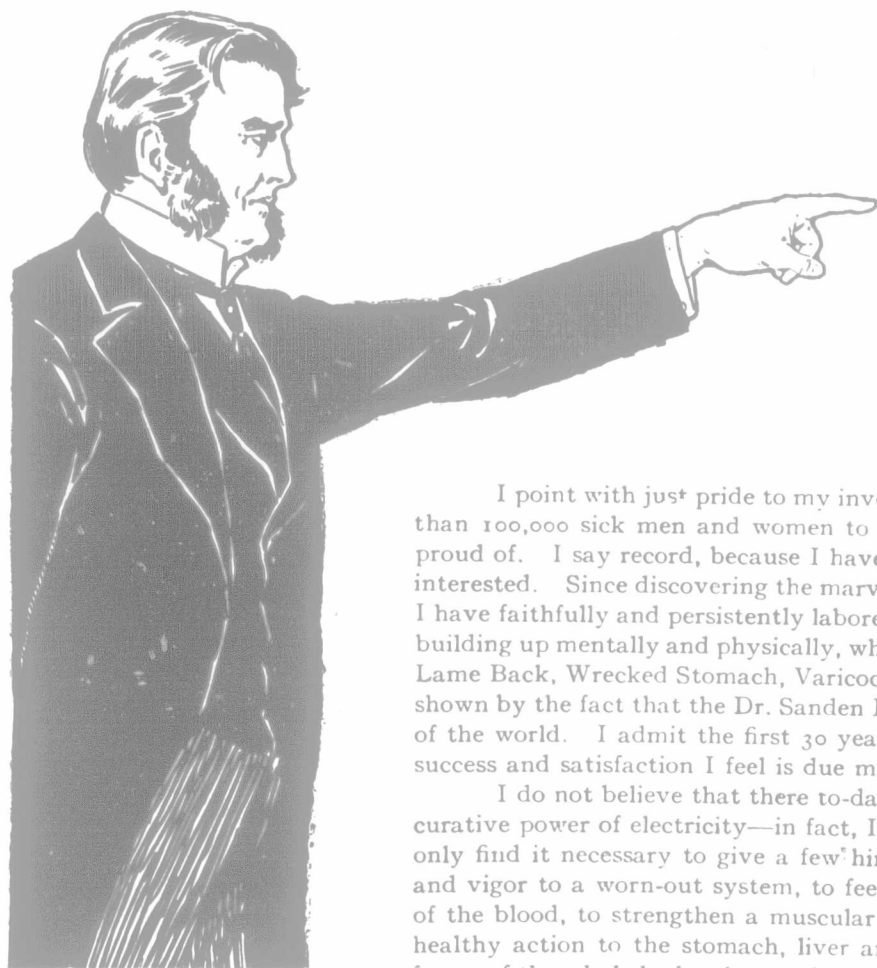 I point with just pride to my inve
than 100,000 sick men and women to
proud of. I say record, because I have
interested. Since discovering the marv
I have faithfully and persistently labore
building up mentally and physically, wh
Lame Back, Wrecked Stomach, Varicoc
shown by the fact that the Dr. Sanden
of the world. I admit the first 30 yea
success and satisfaction I feel is due m
I do not believe that there to-da
curative power of electricity—in fact, I
only find it necessary to give a few hin
and vigor to a worn-out system, to fee
of the blood, to strengthen a muscular
healthy action to the stomach, liver a